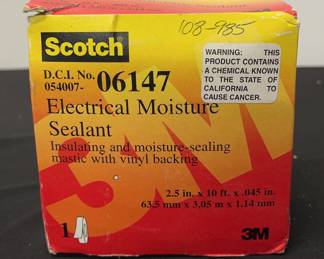 108-985
Scotch
WARNING: THIS
PRODUCT CONTAINS
A CHEMICAL KNOWN
TO THE STATE OF
CALIFORNIA TO
CAUSE CANCER.
D.C.I. No. 06147
054007-
Electrical Moisture
Sealant
Insulating and moisture-sealing
mastic with vinyl backing
2.5 in. x 10 ft. x .045 in.
63,5 mm x 3,05 m x 1,14 mm
1
3M
3M